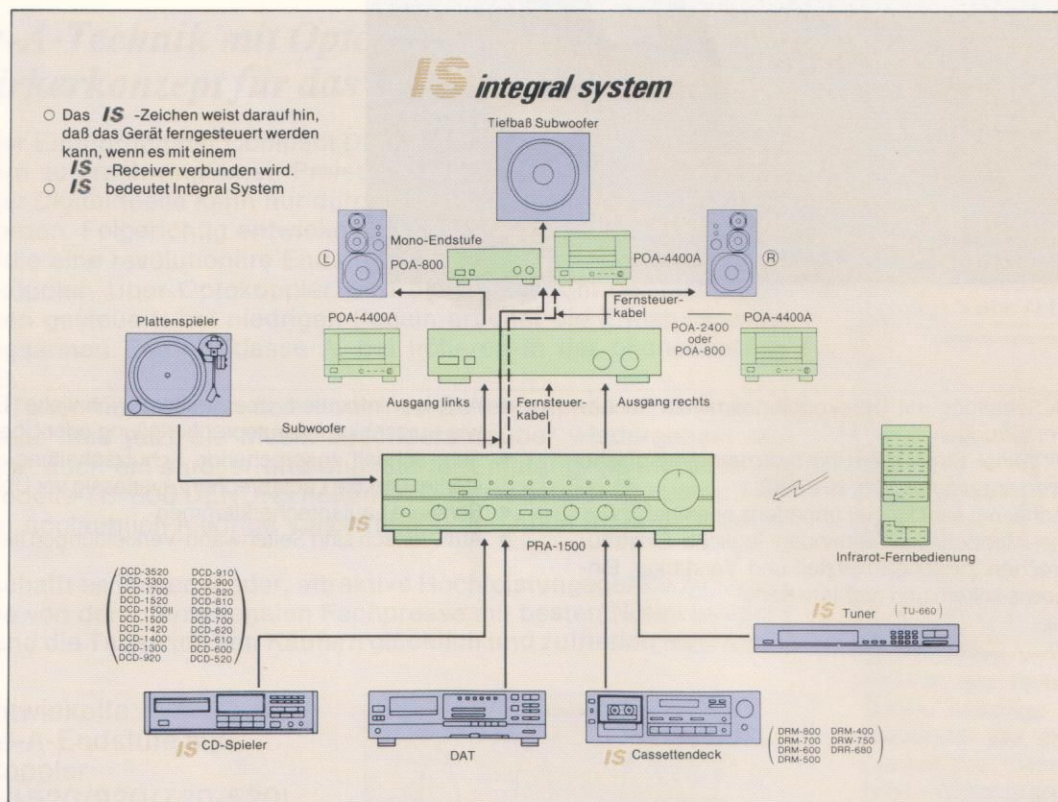 IS integral system
○ Das IS -Zeichen weist darauf hin,
daß das Gerät ferngesteuert werden
kann, wenn es mit einem
IS -Receiver verbunden wird.
○ IS bedeutet Integral System
Tiefbaß Subwoofer
L
Mono-Endstufe
POA-800
POA-4400A
R
Fernsteuer-
kabel
Plattenspieler
POA-4400A
POA-2400
oder
POA-800
POA-4400A
Ausgang links
Fernsteuer-
kabel
Ausgang rechts
Subwoofer
IS
PRA-1500
Infrarot-Fernbedienung
IS Tuner (TU-660)
DCD-3520 DCD-910
DCD-3300 DCD-900
DCD-1700 DCD-820
DCD-1520 DCD-810
DCD-1500II DCD-800
DCD-1500 DCD-700
DCD-1420 DCD-620
DCD-1400 DCD-610
DCD-1300 DCD-600
DCD-920 DCD-520
IS CD-Spieler
DAT
IS Cassettendeck
DRM-800 DRM-400
DRM-700 DRW-750
DRM-600 DRR-680
DRM-500